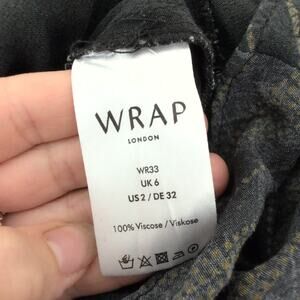 WRAP
LONDON
WR33
UK 6
US 2 / DE 32
100% Viscose / Viskose